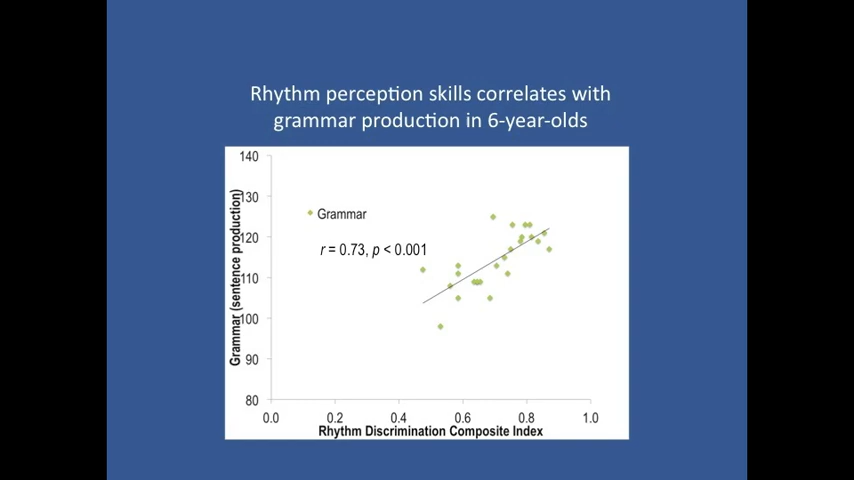 Rhythm perception skills correlates with
grammar production in 6-year-olds
140
130
120
110
100
90
80
Grammar (sentence production)
Grammar
r = 0.73, p < 0.001
0.0 0.2 0.4 0.6 0.8 1.0
Rhythm Discrimination Composite Index